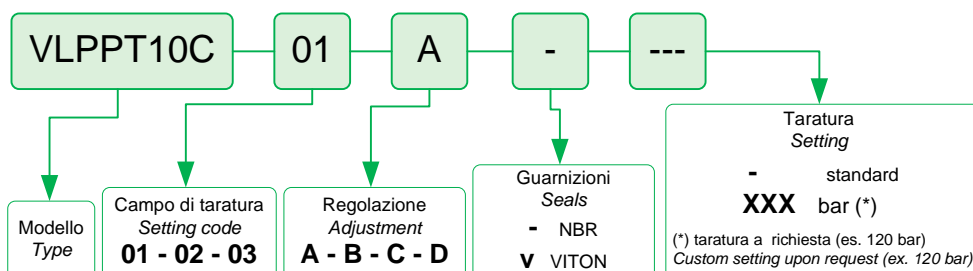 VLPPT10C
01
A
-
---
Modello
Type
Campo di taratura
Setting code
01 - 02 - 03
Regolazione
Adjustment
A - B - C - D
Guarnizioni
Seals
- NBR
V VITON
Taratura
Setting
- standard
XXX bar (*)
(*) taratura a richiesta (es. 120 bar)
Custom setting upon request (ex. 120 bar)